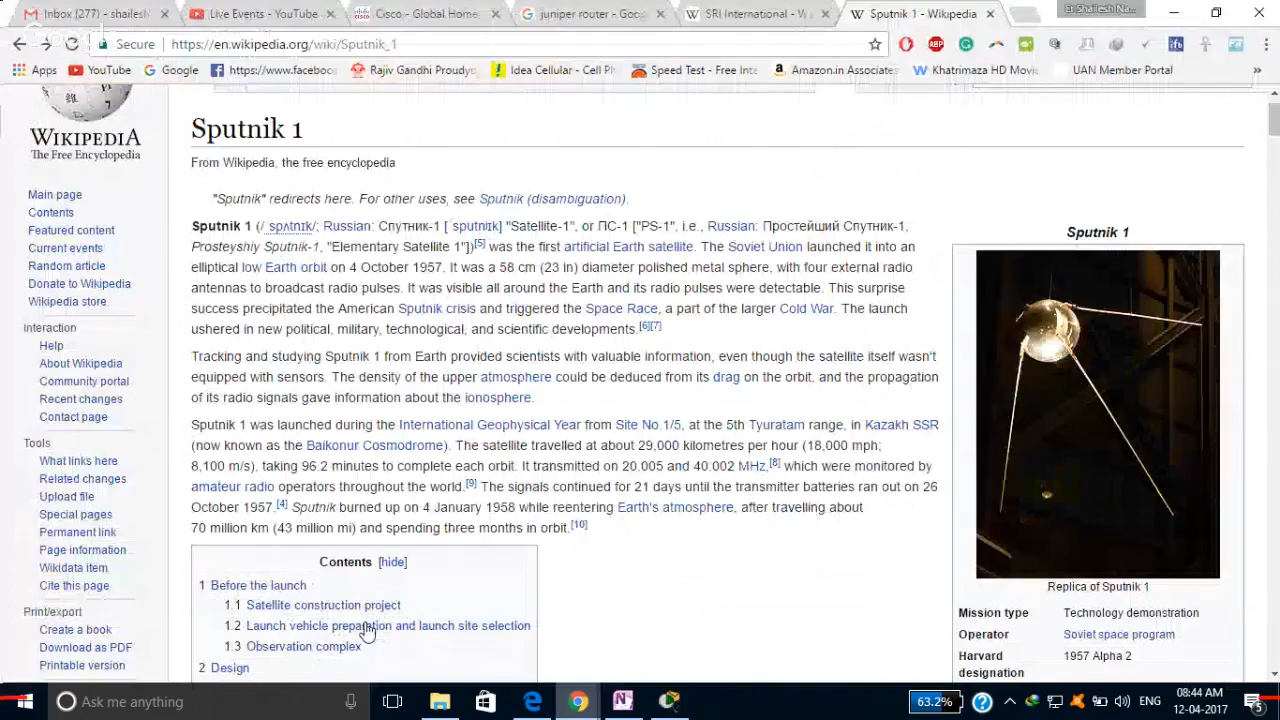 Inbox (277) - shailesh
Live Events - YouTube
Cisco - Global Home
juniper router - Goog
SRI International - W
Sputnik 1 - Wikipedia
Er Shailesh Na...
Secure https://en.wikipedia.org/wiki/Sputnik_1
Apps YouTube Google https://www.faceboo Rajiv Gandhi Proudyo Idea Cellular - Cell Ph Speed Test - Free Inte Amazon.in Associates Khatrimaza HD Movi UAN Member Portal »
WIKIPEDIA
The Free Encyclopedia
Main page
Contents
Featured content
Current events
Random article
Donate to Wikipedia
Wikipedia store
Interaction
Help
About Wikipedia
Community portal
Recent changes
Contact page
Tools
What links here
Related changes
Upload file
Special pages
Permanent link
Page information
Wikidata item
Cite this page
Print/export
Create a book
Download as PDF
Printable version
Sputnik 1
From Wikipedia, the free encyclopedia
"Sputnik" redirects here. For other uses, see Sputnik (disambiguation).
Sputnik 1 (/ˈspʌtnɪk/; Russian: Спутник-1 [ˈsputnɪk] "Satellite-1", or ПС-1 ["PS-1", i.e., Russian: Простейший Спутник-1,
Prosteyshiy Sputnik-1, "Elementary Satellite 1"])[5] was the first artificial Earth satellite. The Soviet Union launched it into an
elliptical low Earth orbit on 4 October 1957. It was a 58 cm (23 in) diameter polished metal sphere, with four external radio
antennas to broadcast radio pulses. It was visible all around the Earth and its radio pulses were detectable. This surprise
success precipitated the American Sputnik crisis and triggered the Space Race, a part of the larger Cold War. The launch
ushered in new political, military, technological, and scientific developments.[6][7]
Tracking and studying Sputnik 1 from Earth provided scientists with valuable information, even though the satellite itself wasn't
equipped with sensors. The density of the upper atmosphere could be deduced from its drag on the orbit, and the propagation
of its radio signals gave information about the ionosphere.
Sputnik 1 was launched during the International Geophysical Year from Site No.1/5, at the 5th Tyuratam range, in Kazakh SSR
(now known as the Baikonur Cosmodrome). The satellite travelled at about 29,000 kilometres per hour (18,000 mph;
8,100 m/s), taking 96.2 minutes to complete each orbit. It transmitted on 20.005 and 40.002 MHz,[8] which were monitored by
amateur radio operators throughout the world.[9] The signals continued for 21 days until the transmitter batteries ran out on 26
October 1957.[4] Sputnik burned up on 4 January 1958 while reentering Earth's atmosphere, after travelling about
70 million km (43 million mi) and spending three months in orbit.[10]
Contents [hide]
1 Before the launch
1.1 Satellite construction project
1.2 Launch vehicle preparation and launch site selection
1.3 Observation complex
2 Design
Sputnik 1
Replica of Sputnik 1
Mission type Technology demonstration
Operator Soviet space program
Harvard designation 1957 Alpha 2
Ask me anything
63.2%
ENG
08:44 AM
12-04-2017
5